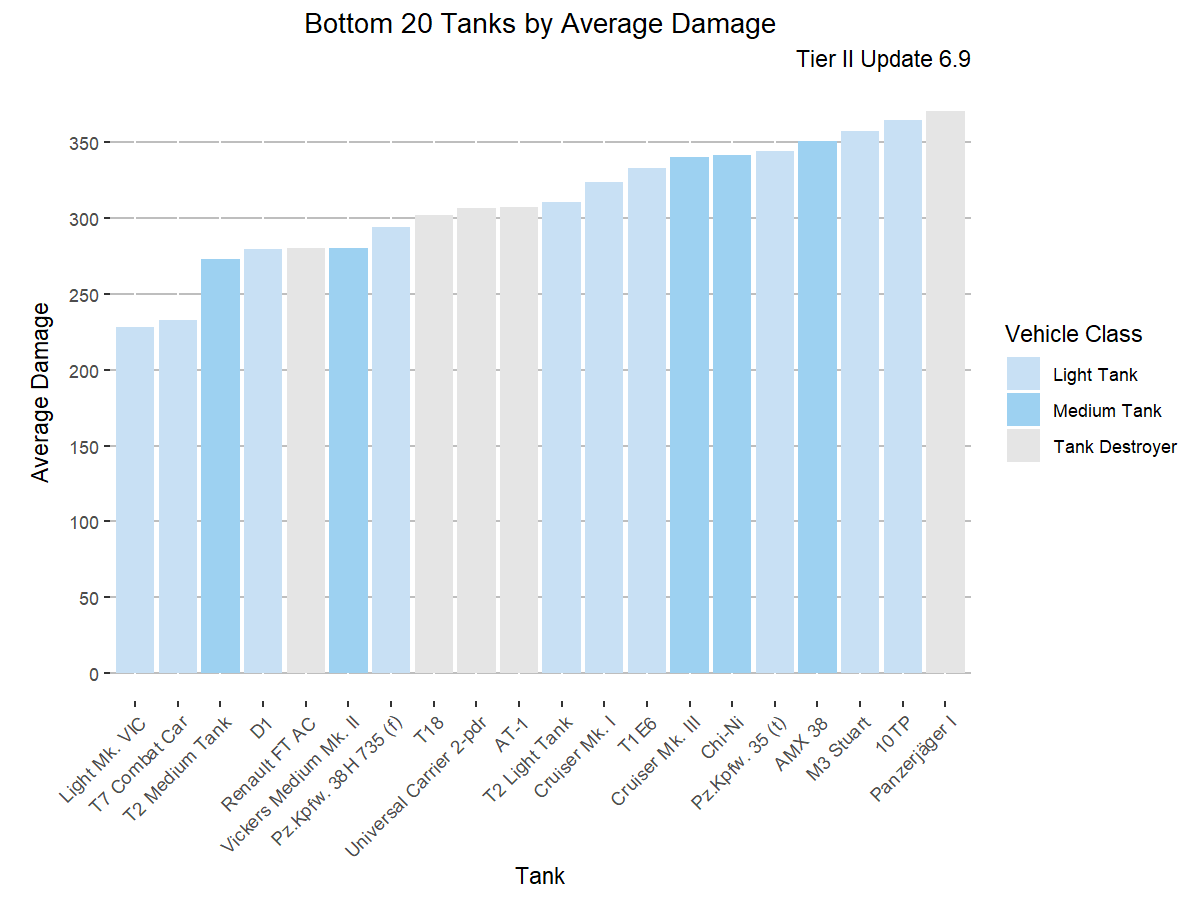 Bottom 20 Tanks by Average Damage
Tier II Update 6.9
Average Damage
350
300
250
200
150
100
50
0
Light Mk. VIC
T7 Combat Car
T2 Medium Tank
D1
Renault FT AC
Vickers Medium Mk. II
Pz.Kpfw. 38H 735 (f)
T18
Universal Carrier 2-pdr
AT-1
T2 Light Tank
Cruiser Mk. I
T1E6
Cruiser Mk. III
Chi-Ni
Pz.Kpfw. 35 (t)
AMX 38
M3 Stuart
10TP
Panzerjäger I
Tank
Vehicle Class
Light Tank
Medium Tank
Tank Destroyer